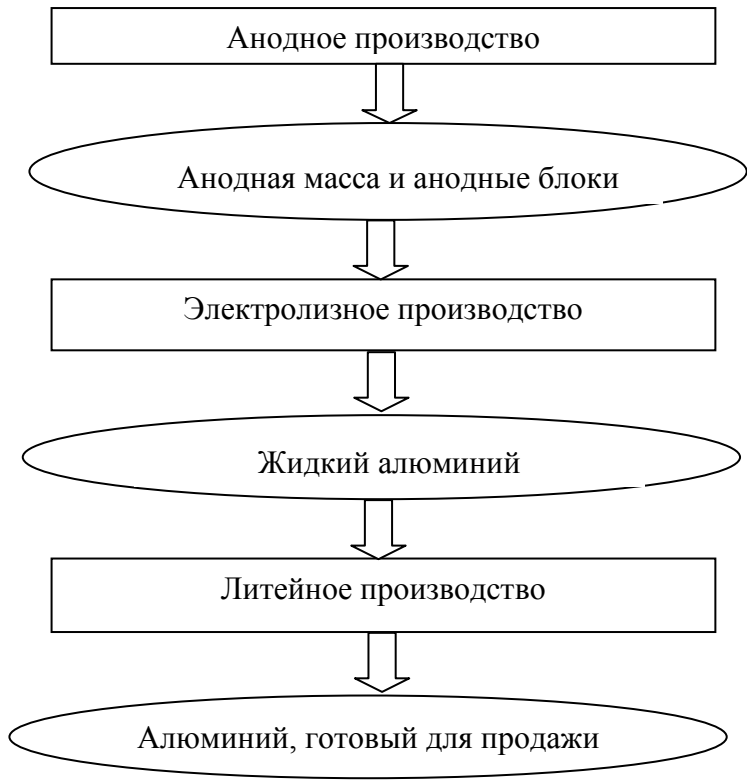 Анодное производство
Анодная масса и анодные блоки
Электролизное производство
Жидкий алюминий
Литейное производство
Алюминий, готовый для продажи